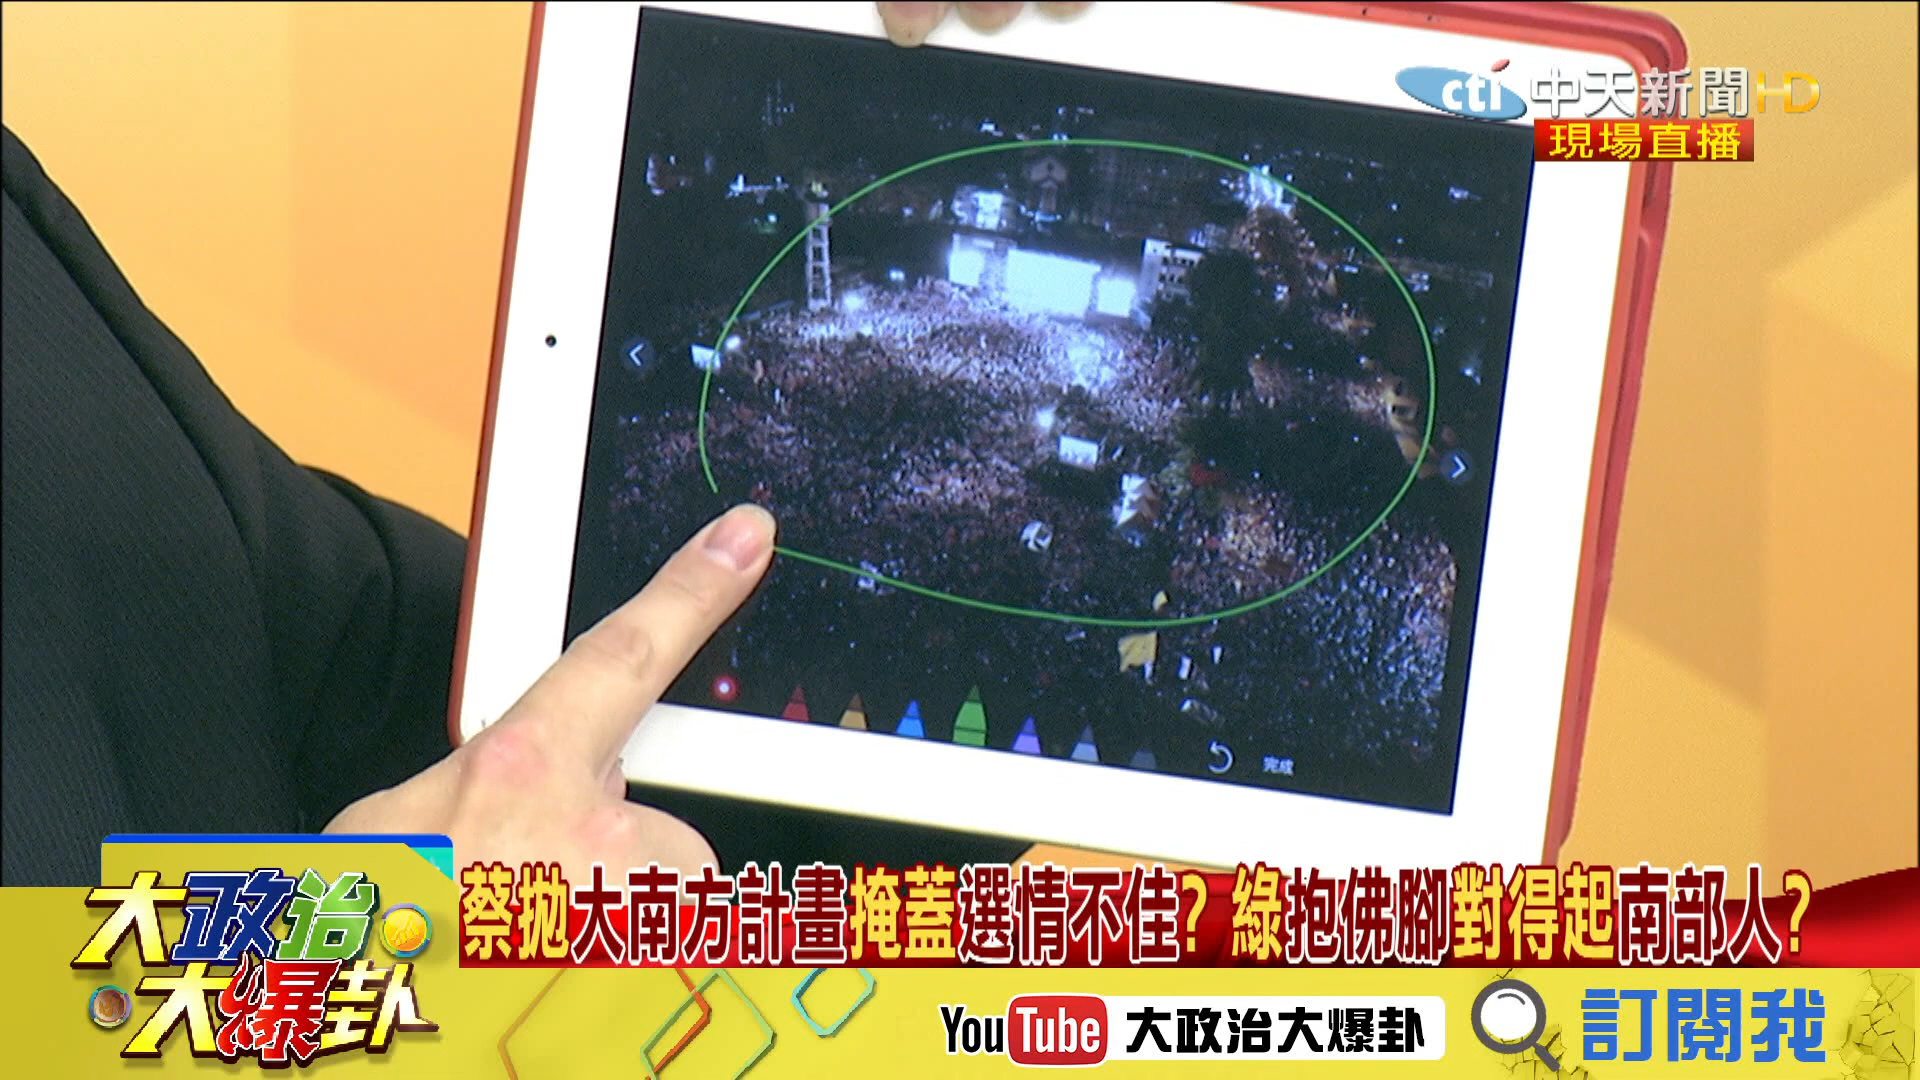 cti 中天新聞HD
現場直播
完成
蔡拋大南方計畫掩蓋選情不佳? 綠抱佛腳對得起南部人?
大政治
大爆卦
YouTube 大政治大爆卦 訂閱我